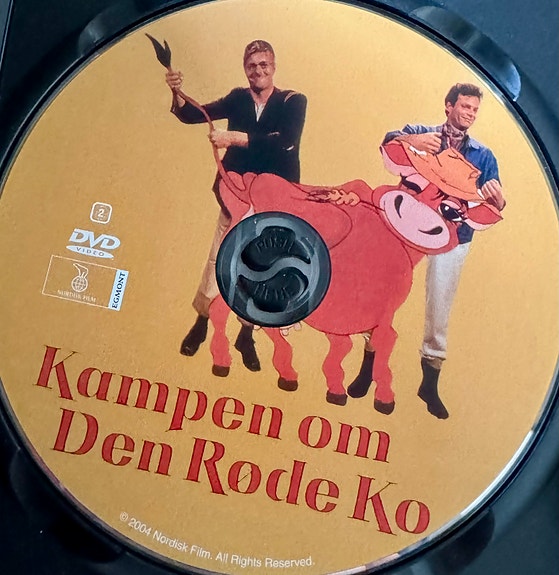 2
DVD
VIDEO
NORDISK FILM
EGMONT
Kampen om
Den Røde Ko
© 2004 Nordisk Film. All Rights Reserved.